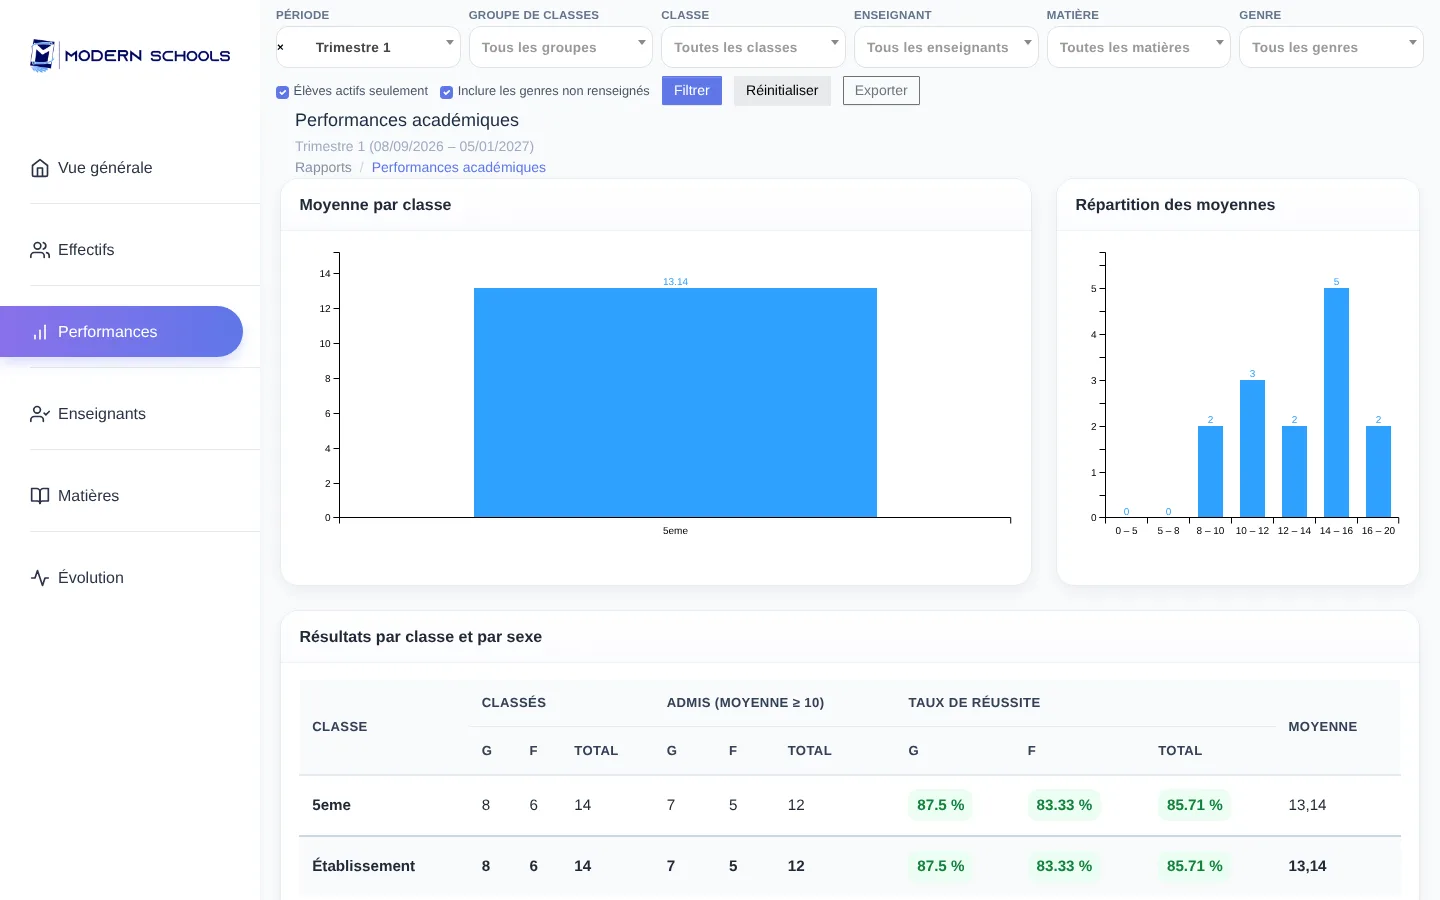 MODERN SCHOOLS
Vue générale
Effectifs
Performances
Enseignants
Matières
Évolution
PÉRIODE
GROUPE DE CLASSES
CLASSE
ENSEIGNANT
MATIÈRE
GENRE
× Trimestre 1
Tous les groupes
Toutes les classes
Tous les enseignants
Toutes les matières
Tous les genres
Élèves actifs seulement
Inclure les genres non renseignés
Filtrer
Réinitialiser
Exporter
Performances académiques
Trimestre 1 (08/09/2026 – 05/01/2027)
Rapports / Performances académiques
Moyenne par classe
14
12
10
8
6
4
2
0
13.14
5eme
Répartition des moyennes
5
4
3
2
1
0
0 0 2 3 2 5 2
0 – 5 5 – 8 8 – 10 10 – 12 12 – 14 14 – 16 16 – 20
Résultats par classe et par sexe
CLASSE CLASSÉS ADMIS (MOYENNE ≥ 10) TAUX DE RÉUSSITE MOYENNE
G F TOTAL G F TOTAL G F TOTAL
5eme 8 6 14 7 5 12 87.5 % 83.33 % 85.71 % 13,14
Établissement 8 6 14 7 5 12 87.5 % 83.33 % 85.71 % 13,14